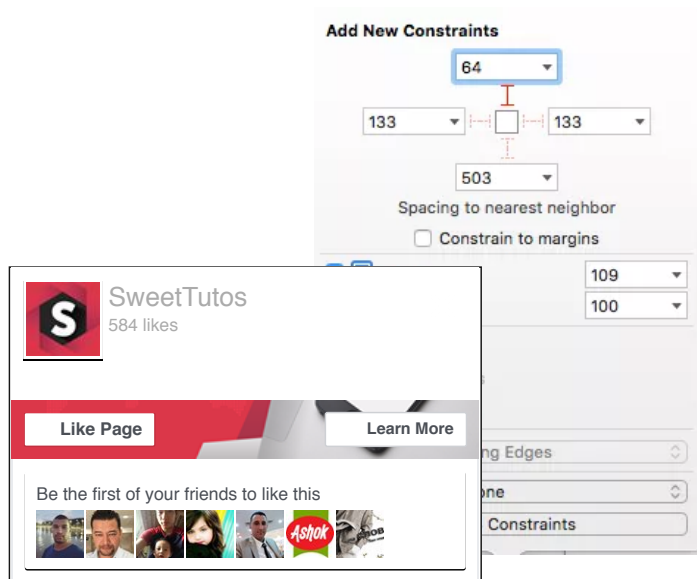 Add New Constraints
64
133
133
503
Spacing to nearest neighbor
Constrain to margins
109
100
ng Edges
one
Constraints
SweetTutos
584 likes
S
Like Page
Learn More
Be the first of your friends to like this
Ashok